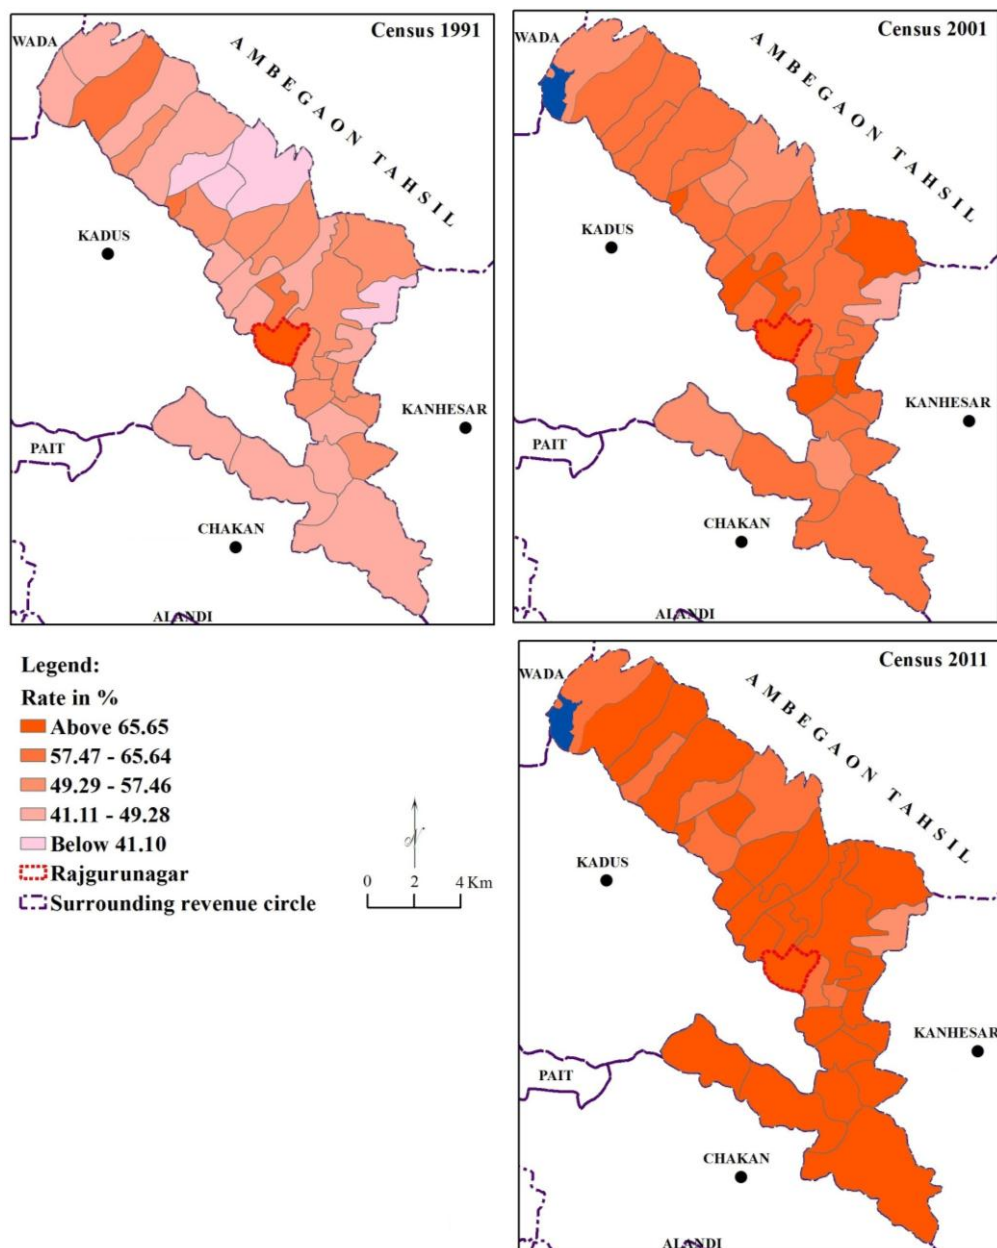 Census 1991
WADA
AMBEGAON TAHSIL
KADUS
KANHESAR
PAIT
CHAKAN
ALANDI
Census 2001
WADA
AMBEGAON TAHSIL
KADUS
KANHESAR
PAIT
CHAKAN
ALANDI
Legend:
Rate in %
Above 65.65
57.47 - 65.64
49.29 - 57.46
41.11 - 49.28
Below 41.10
Rajgurunagar
Surrounding revenue circle
N
0 2 4 Km
Census 2011
WADA
AMBEGAON TAHSIL
KADUS
KANHESAR
PAIT
CHAKAN
ALANDI